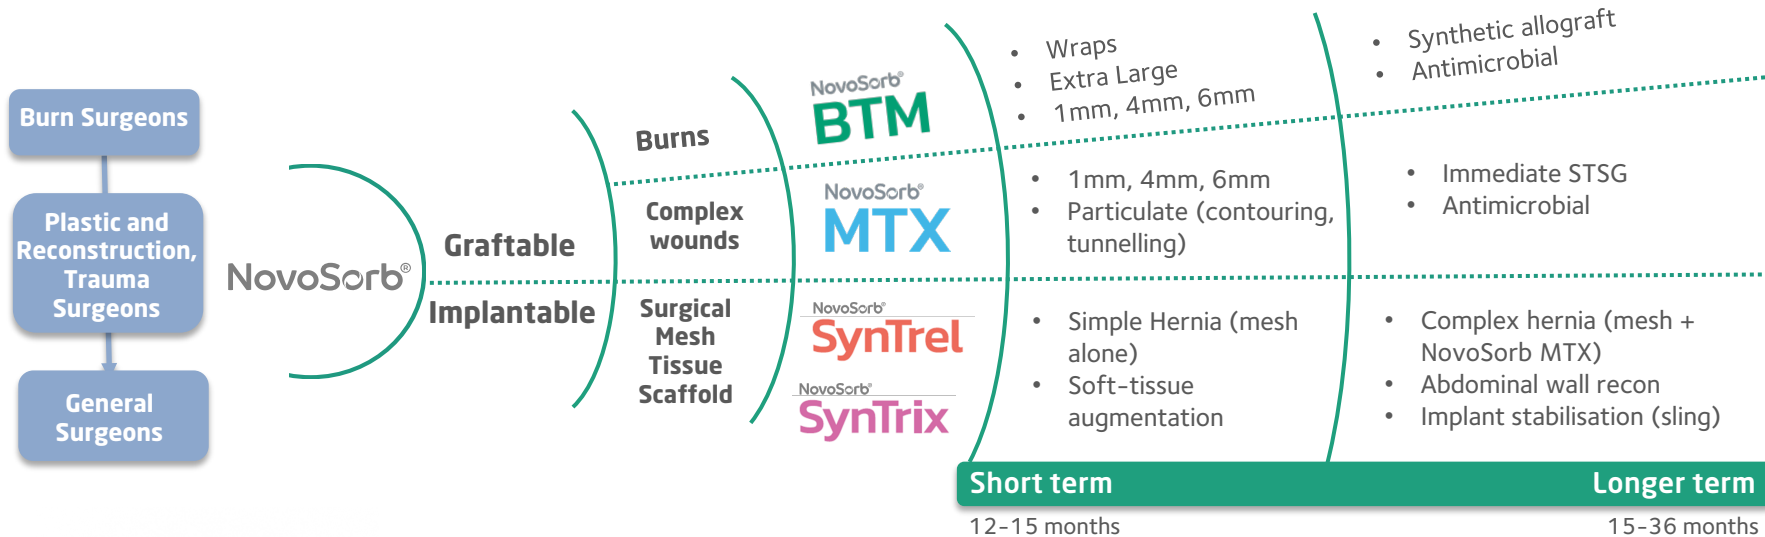 Burn Surgeons
Plastic and
Reconstruction,
Trauma
Surgeons
General
Surgeons
NovoSorb®
Graftable
Implantable
Burns
Complex
wounds
Surgical
Mesh
Tissue
Scaffold
NovoSorb®
BTM
NovoSorb®
MTX
NovoSorb®
SynTrel
NovoSorb®
SynTrix
• Wraps
• Extra Large
• 1mm, 4mm, 6mm
• 1mm, 4mm, 6mm
• Particulate (contouring,
tunnelling)
• Simple Hernia (mesh
alone)
• Soft-tissue
augmentation
• Synthetic allograft
• Antimicrobial
• Immediate STSG
• Antimicrobial
• Complex hernia (mesh +
NovoSorb MTX)
• Abdominal wall recon
• Implant stabilisation (sling)
Short term
Longer term
12-15 months
15-36 months